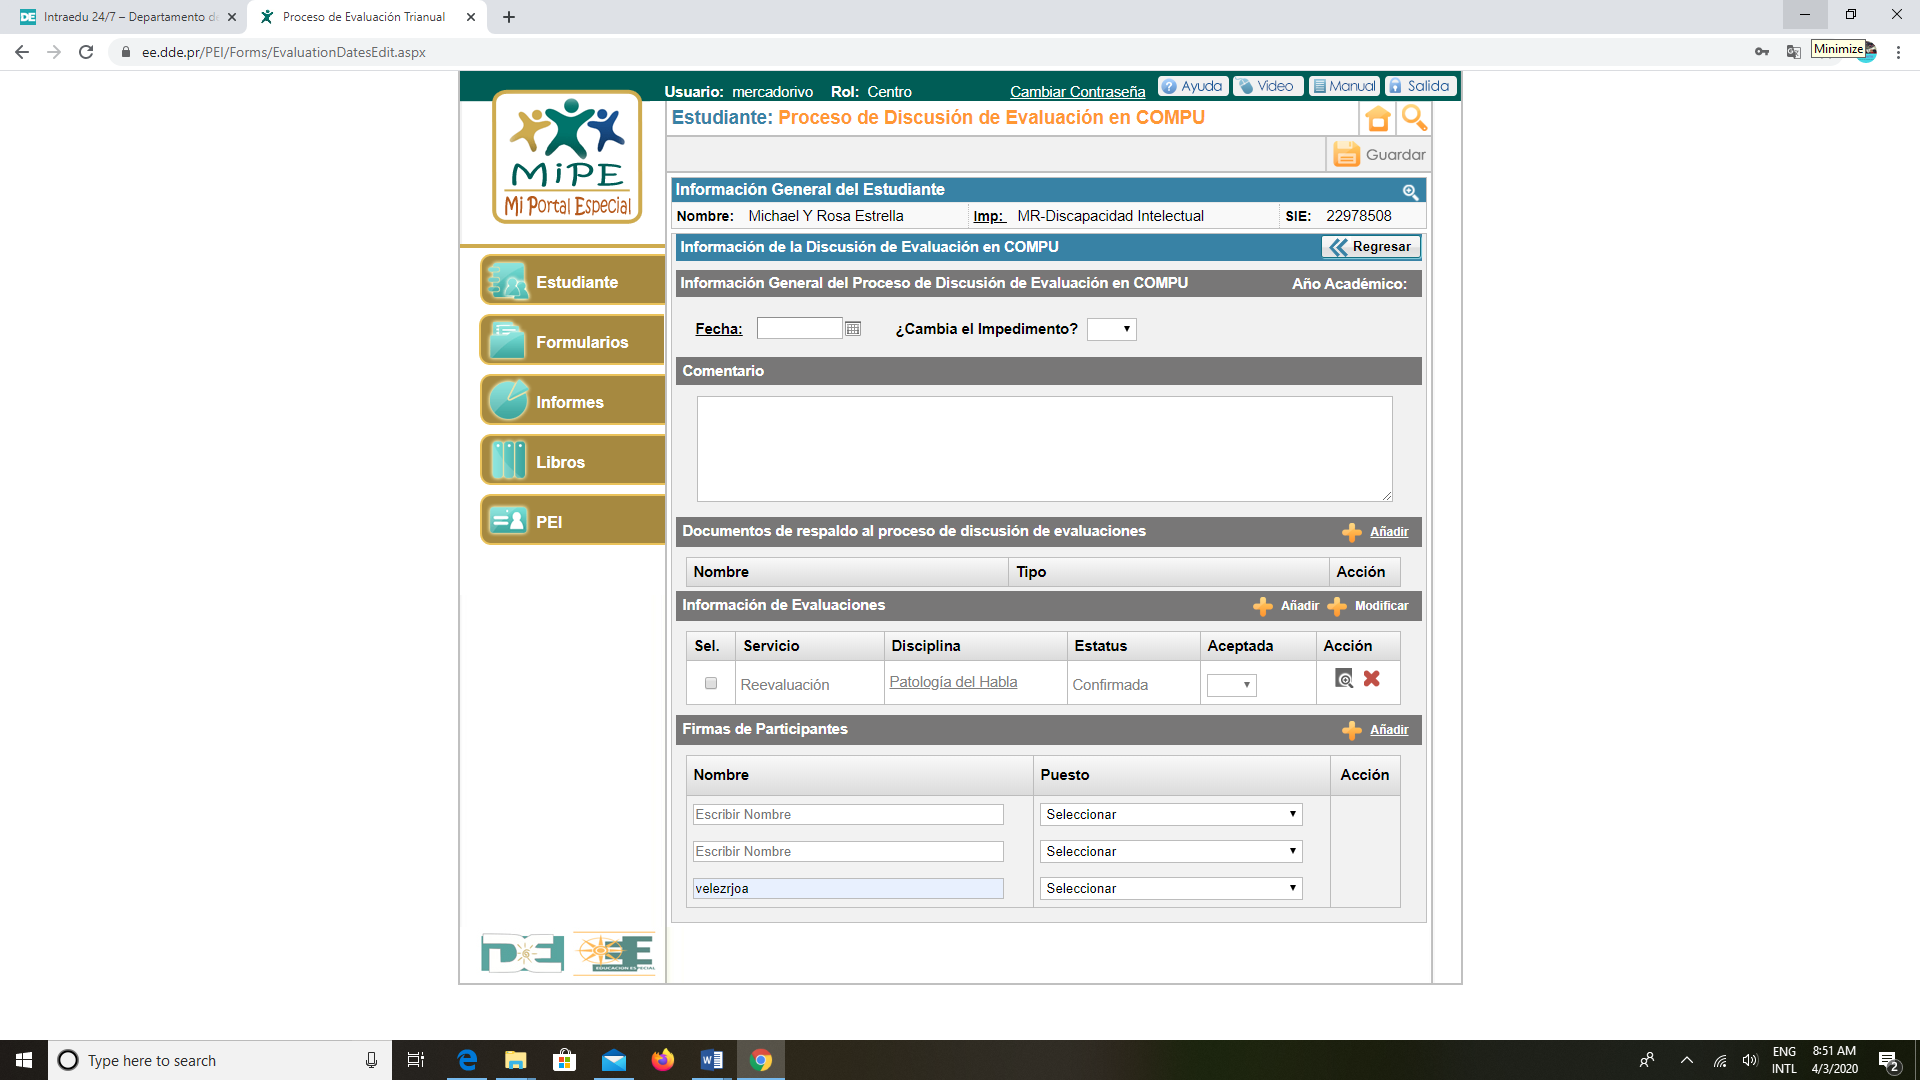 Intraedu 24/7 – Departamento d
Proceso de Evaluación Trianual
ee.dde.pr/PEI/Forms/EvaluationDatesEdit.aspx
Minimize
Usuario: mercadorivo Rol: Centro Cambiar Contraseña Ayuda Video Manual Salida
MiPE
Mi Portal Especial
Estudiante: Proceso de Discusión de Evaluación en COMPU
Guardar
Información General del Estudiante
Nombre: Michael Y Rosa Estrella Imp: MR-Discapacidad Intelectual SIE: 22978508
Información de la Discusión de Evaluación en COMPU Regresar
Información General del Proceso de Discusión de Evaluación en COMPU Año Académico:
Fecha: ¿Cambia el Impedimento?
Comentario
Documentos de respaldo al proceso de discusión de evaluaciones Añadir
Nombre Tipo Acción
Información de Evaluaciones Añadir Modificar
Sel. Servicio Disciplina Estatus Aceptada Acción
Reevaluación Patología del Habla Confirmada
Firmas de Participantes Añadir
Nombre Puesto Acción
Escribir Nombre Seleccionar
Escribir Nombre Seleccionar
velezrjoa Seleccionar
Estudiante
Formularios
Informes
Libros
PEI
DE EE
EDUCACION ESPECIAL
Type here to search
ENG
INTL
8:51 AM
4/3/2020
2